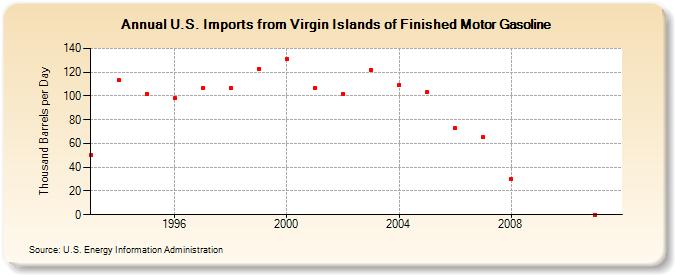 Annual U.S. Imports from Virgin Islands of Finished Motor Gasoline
Thousand Barrels per Day
140
120
100
80
60
40
20
0
1996 2000 2004 2008
Source: U.S. Energy Information Administration